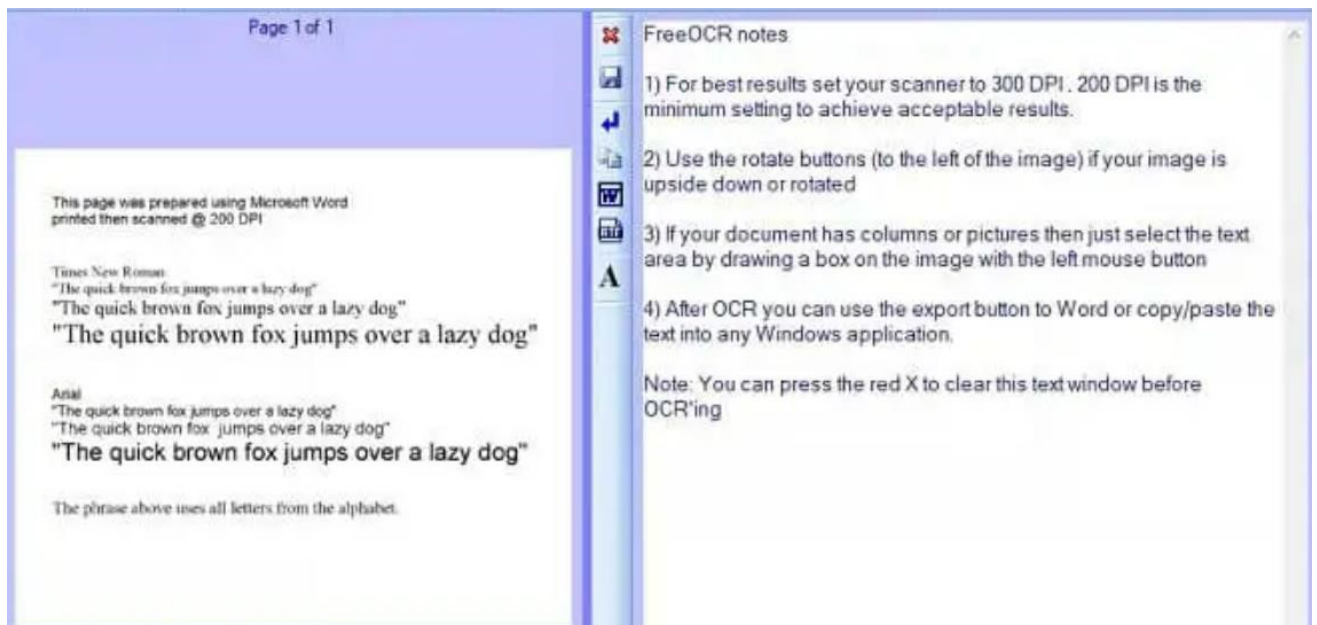 Page 1 of 1
This page was prepared using Microsoft Word
printed then scanned @ 200 DPI
Times New Roman
"The quick brown fox jumps over a lazy dog"
"The quick brown fox jumps over a lazy dog"
"The quick brown fox jumps over a lazy dog"
Arial
"The quick brown fox jumps over a lazy dog"
"The quick brown fox jumps over a lazy dog"
"The quick brown fox jumps over a lazy dog"
The phrase above uses all letters from the alphabet.
A
FreeOCR notes
1) For best results set your scanner to 300 DPI . 200 DPI is the
minimum setting to achieve acceptable results.
2) Use the rotate buttons (to the left of the image) if your image is
upside down or rotated
3) If your document has columns or pictures then just select the text
area by drawing a box on the image with the left mouse button
4) After OCR you can use the export button to Word or copy/paste the
text into any Windows application.
Note: You can press the red X to clear this text window before
OCR'ing